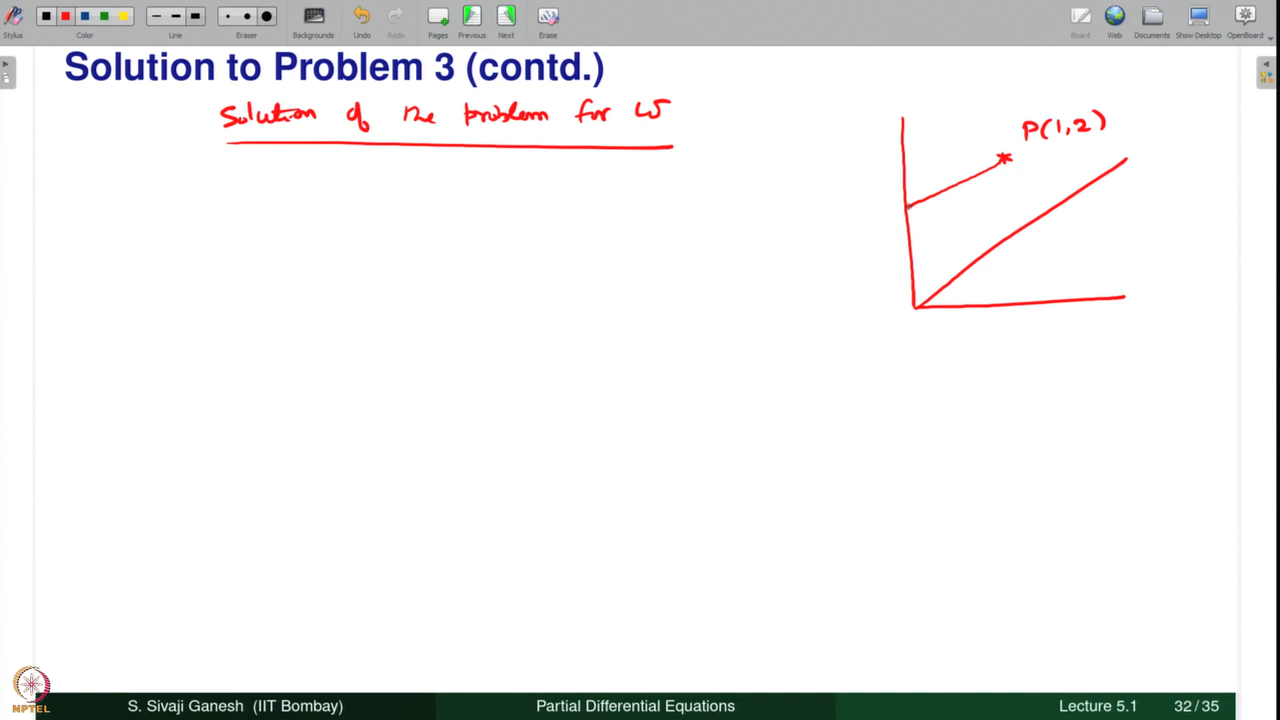 Stylus Color Line Eraser Backgrounds Undo Redo Pages Previous Next Erase Board Web Documents Show Desktop OpenBoard
Solution to Problem 3 (contd.)
Solution of the problem for w
P(1,2)
NPTEL
S. Sivaji Ganesh (IIT Bombay) Partial Differential Equations Lecture 5.1 32/35